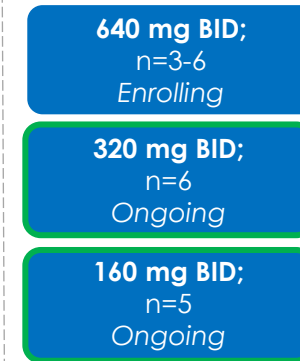 640 mg BID;
n=3-6
Enrolling
320 mg BID;
n=6
Ongoing
160 mg BID;
n=5
Ongoing